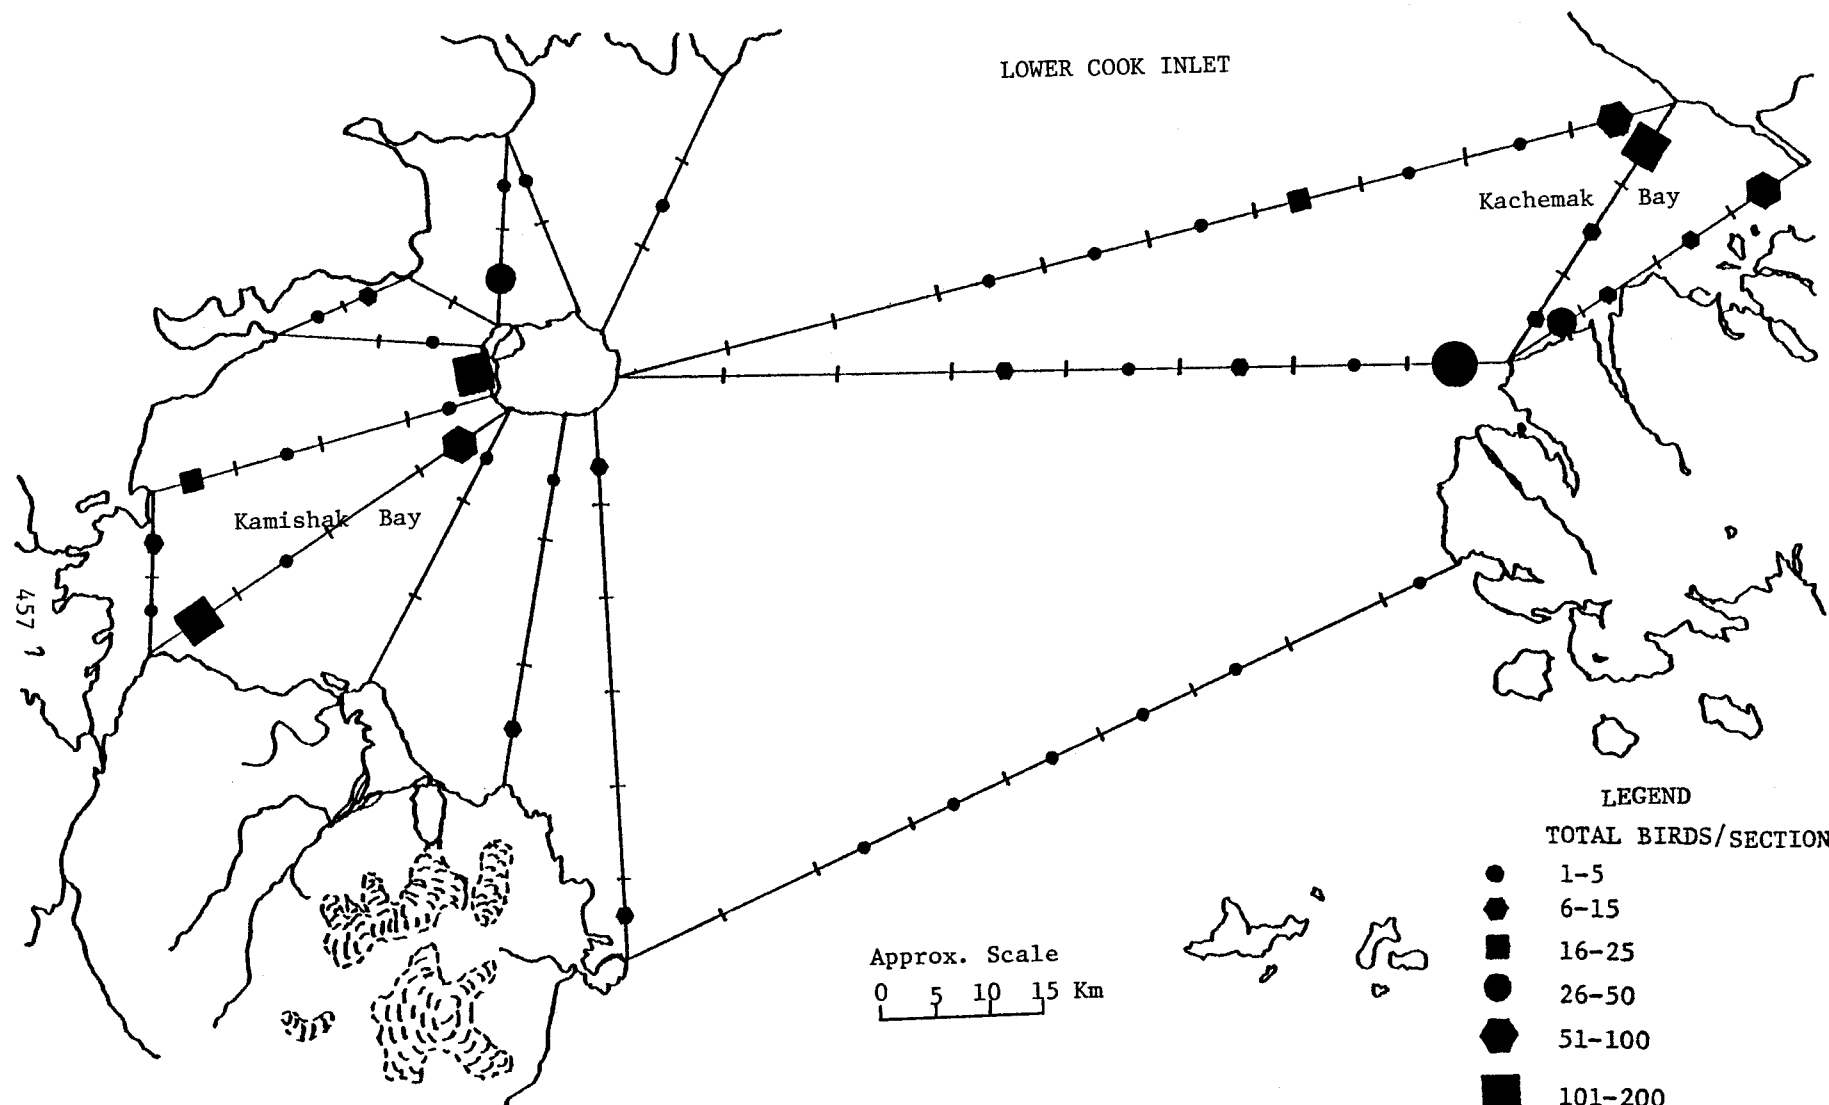 LOWER COOK INLET
Kachemak Bay
Kamishak Bay
457 1
LEGEND
TOTAL BIRDS/SECTION
1-5
6-15
16-25
26-50
51-100
101-200
Approx. Scale
0 5 10 15 Km